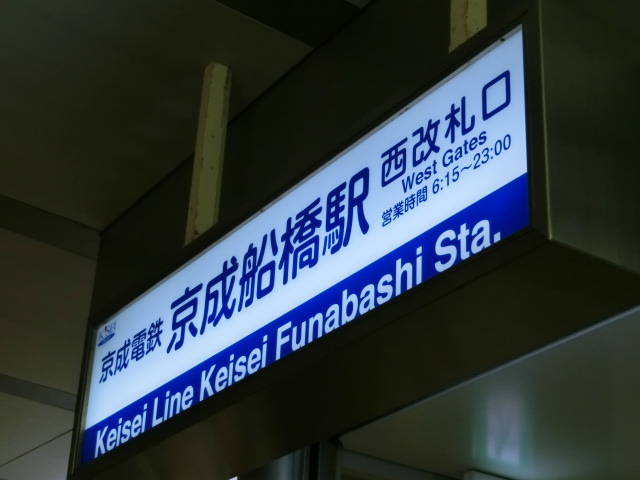 KEISEI
京成電鉄 京成船橋駅 西改札口
West Gates
営業時間 6:15～23:00
Keisei Line Keisei Funabashi Sta.